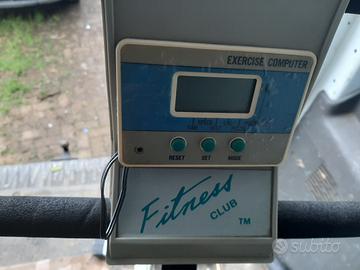 EXERCISE COMPUTER
RESET SET MODE
Fitness
CLUB
TM
subito